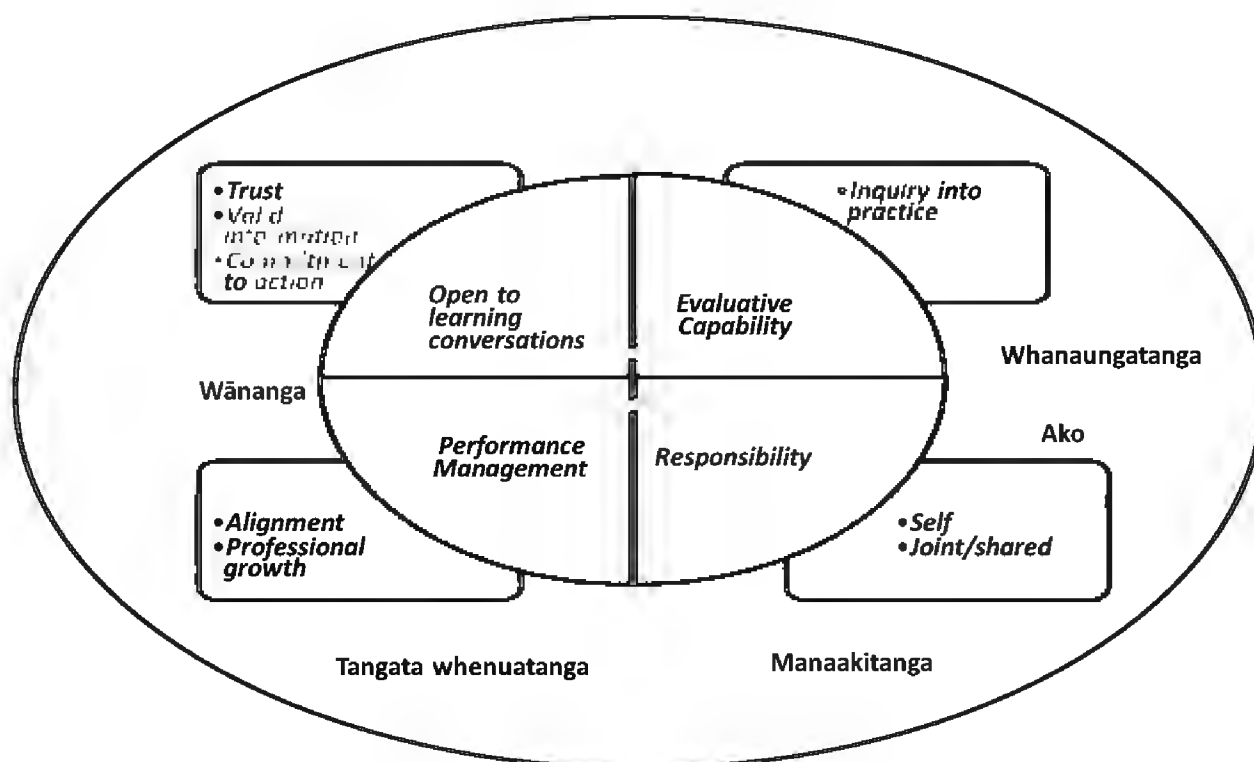 •Trust
•Valid
information
•Commitment
to action
•Inquiry into
practice
Open to
learning
conversations
Evaluative
Capability
Whanaungatanga
Wānanga
Ako
Performance
Management
Responsibility
•Alignment
•Professional
growth
•Self
•Joint/shared
Tangata whenuatanga
Manaakitanga